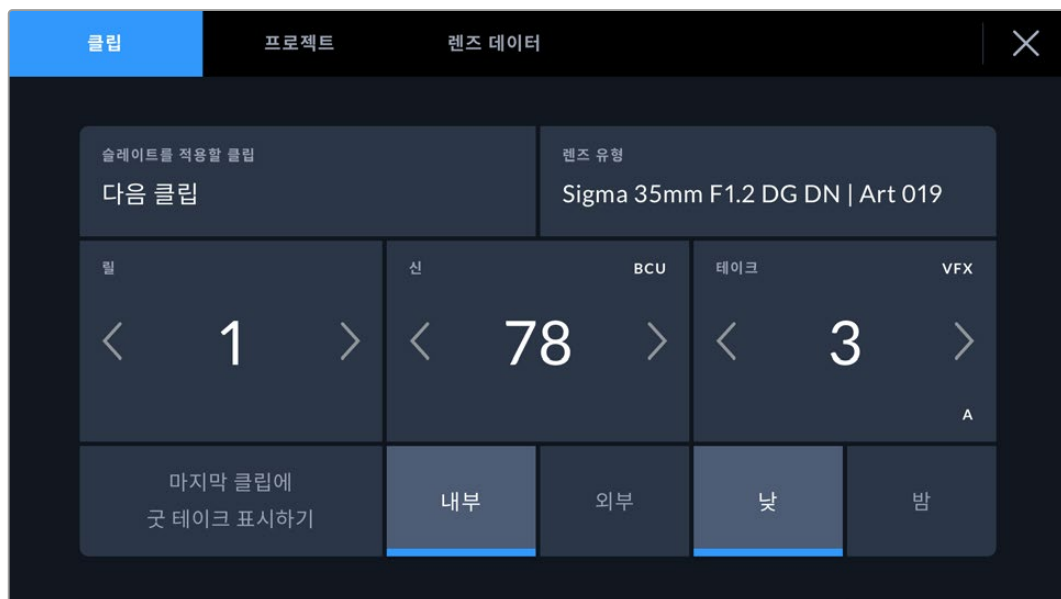 클립
프로젝트
렌즈 데이터
슬레이트를 적용할 클립
다음 클립
렌즈 유형
Sigma 35mm F1.2 DG DN | Art 019
릴
1
신
BCU
78
테이크
VFX
3
A
마지막 클립에
굿 테이크 표시하기
내부
외부
낮
밤